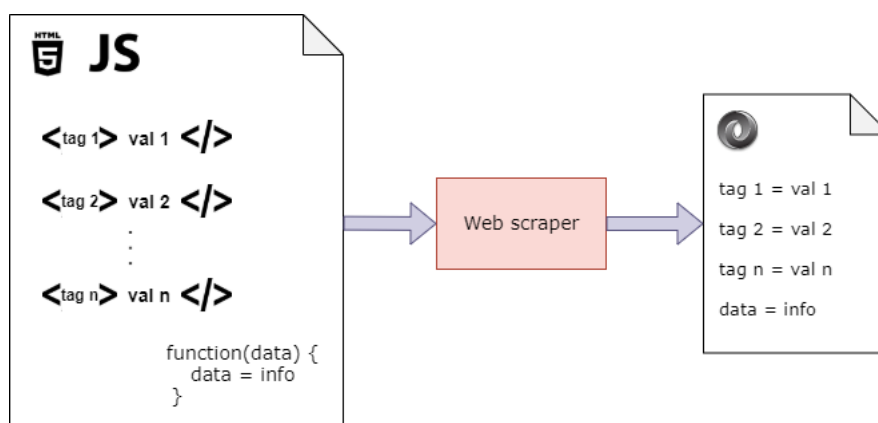 HTML
5 JS
<tag 1> val 1 </>
<tag 2> val 2 </>
.
.
.
<tag n> val n </>
function(data) {
data = info
}
Web scraper
tag 1 = val 1
tag 2 = val 2
tag n = val n
data = info